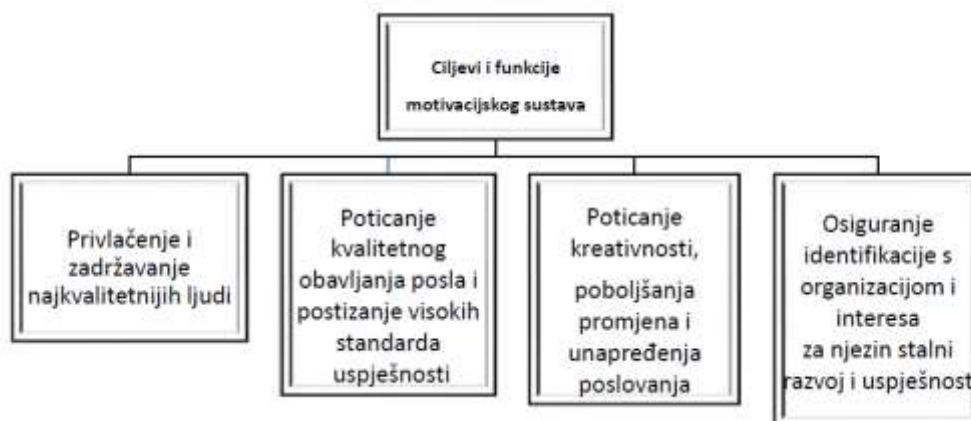 Ciljevi i funkcije
motivacijskog sustava
Privlačenje i
zadržavanje
najkvalitetnijih ljudi
Poticanje
kvalitetnog
obavljanja posla i
postizanje visokih
standarda
uspješnosti
Poticanje
kreativnosti,
poboljšanja
promjena i
unapređenja
poslovanja
Osiguranje
identifikacije s
organizacijom i
interesa
za njezin stalni
razvoj i uspješnost